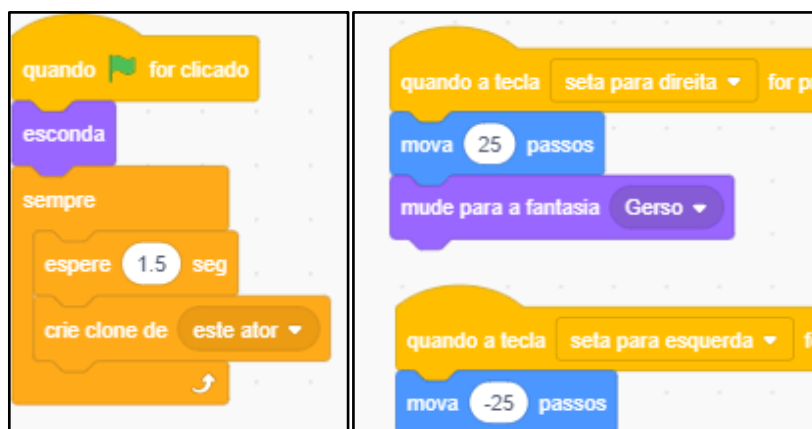 quando for clicado
esconda
sempre
espere 1.5 seg
crie clone de este ator
quando a tecla seta para direita for
mova 25 passos
mude para a fantasia Gerso
quando a tecla seta para esquerda
mova -25 passos